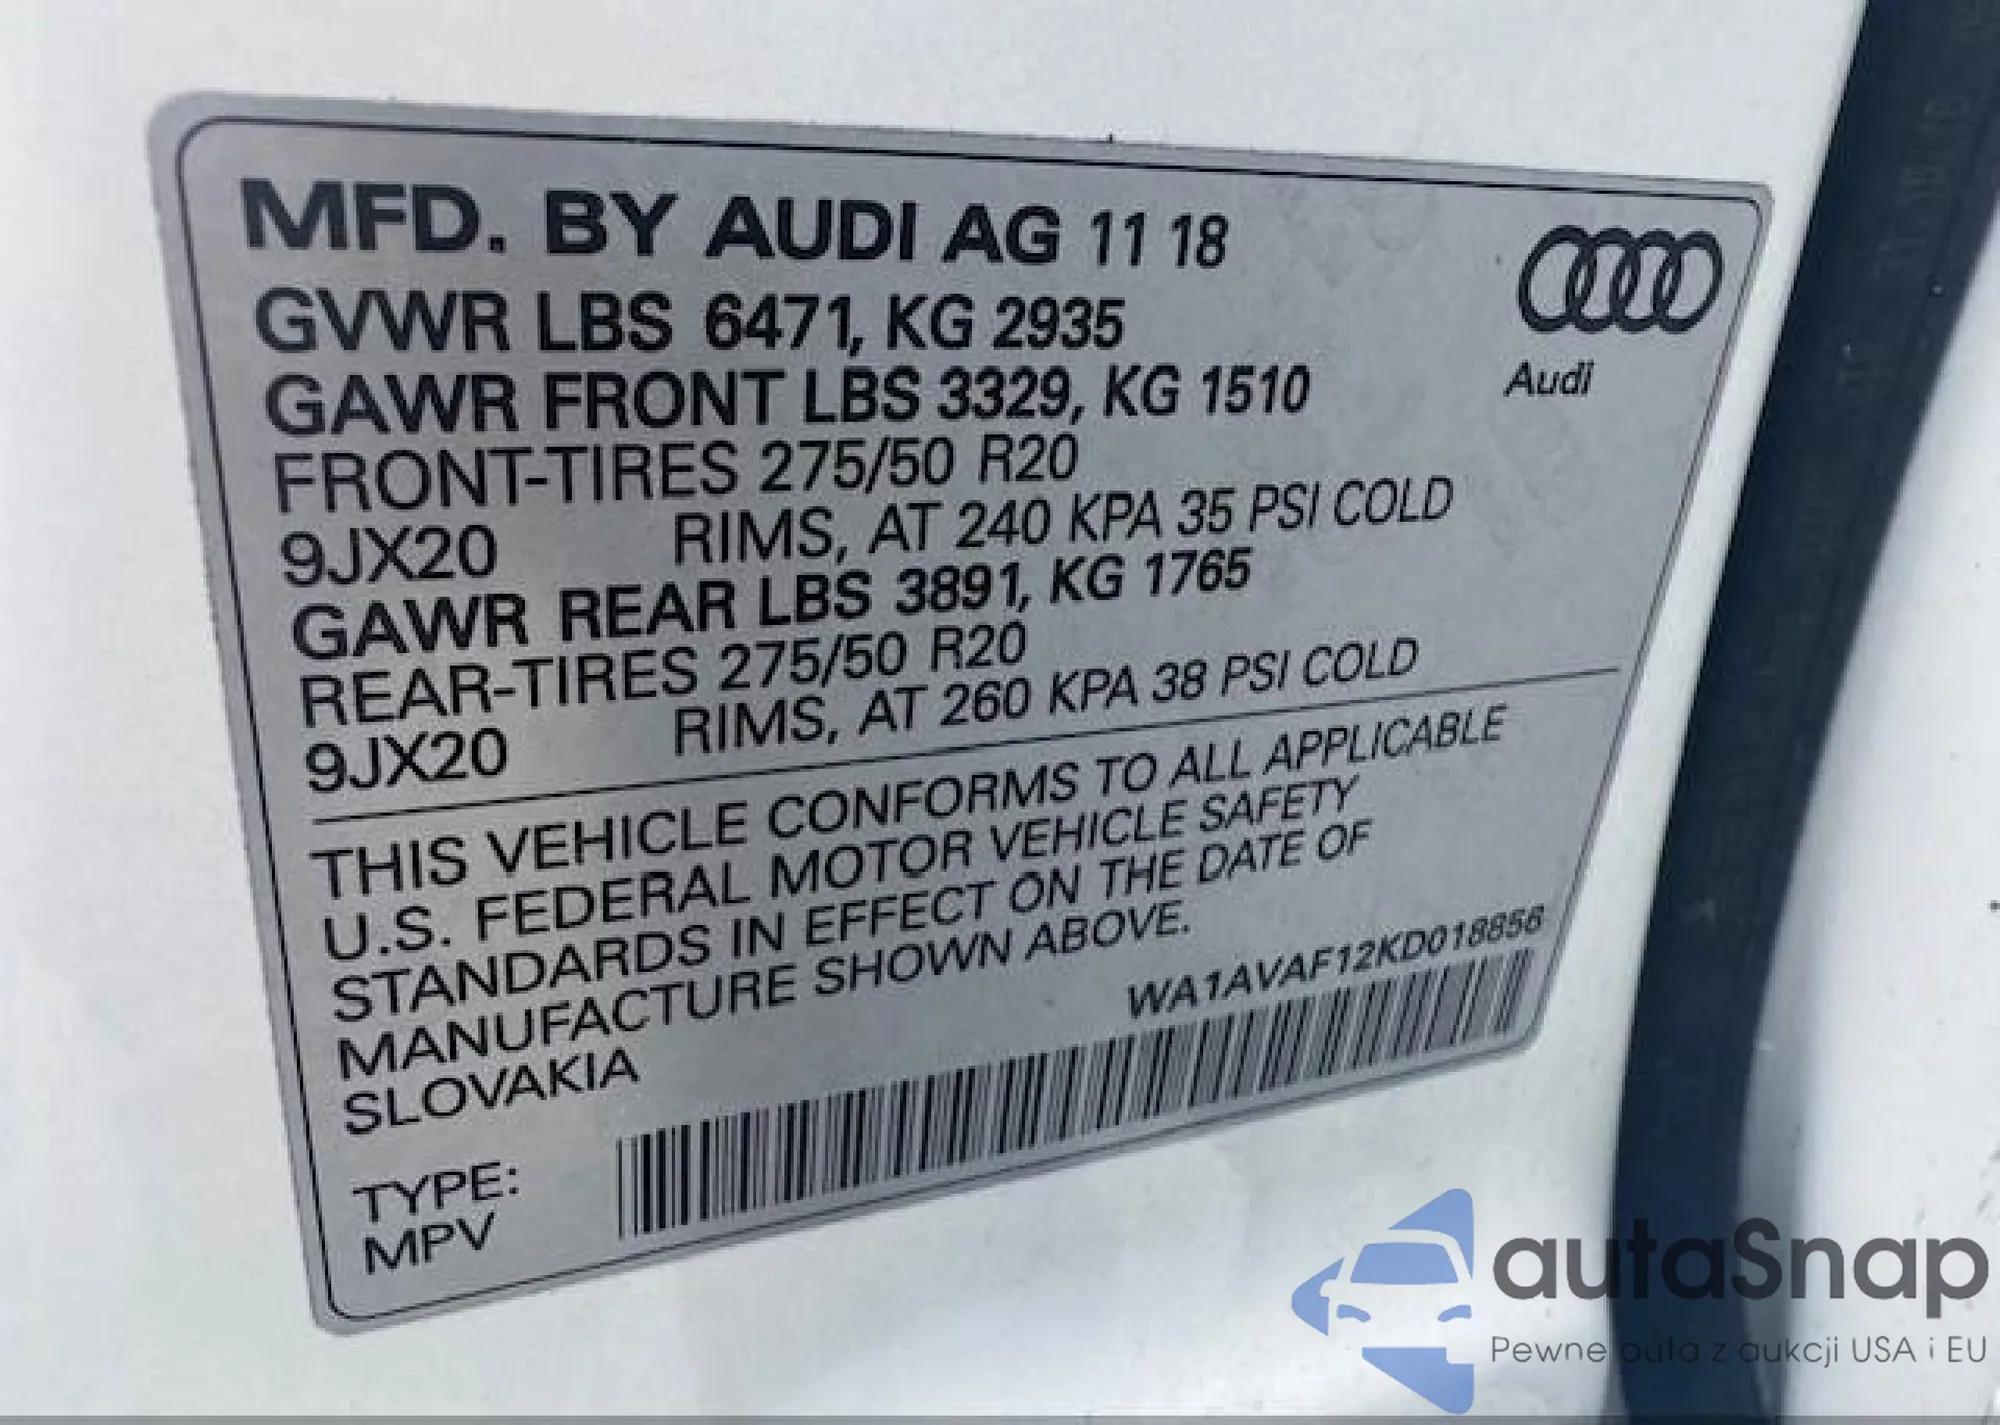 MFD. BY AUDI AG 11 18
GVWR LBS 6471, KG 2935
GAWR FRONT LBS 3329, KG 1510
FRONT-TIRES 275/50 R20
9JX20 RIMS, AT 240 KPA 35 PSI COLD
GAWR REAR LBS 3891, KG 1765
REAR-TIRES 275/50 R20
9JX20 RIMS, AT 260 KPA 38 PSI COLD
Audi
THIS VEHICLE CONFORMS TO ALL APPLICABLE
U.S. FEDERAL MOTOR VEHICLE SAFETY
STANDARDS IN EFFECT ON THE DATE OF
MANUFACTURE SHOWN ABOVE.
SLOVAKIA
WA1AVAF12KD018858
TYPE:
MPV
autaSnap
Pewne auta z aukcji USA i EU